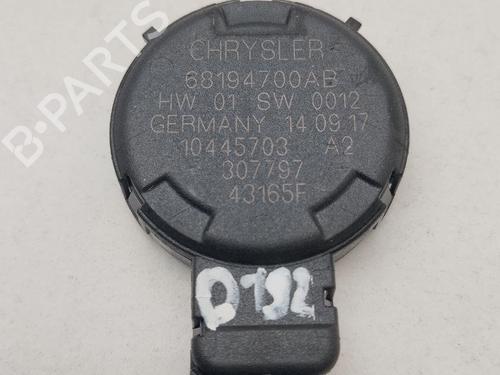 CHRYSLER
68194700AB
HW 01 SW 0012
GERMANY 14.09.17
10445703 A2
307797
43165F
D192
B-PARTS